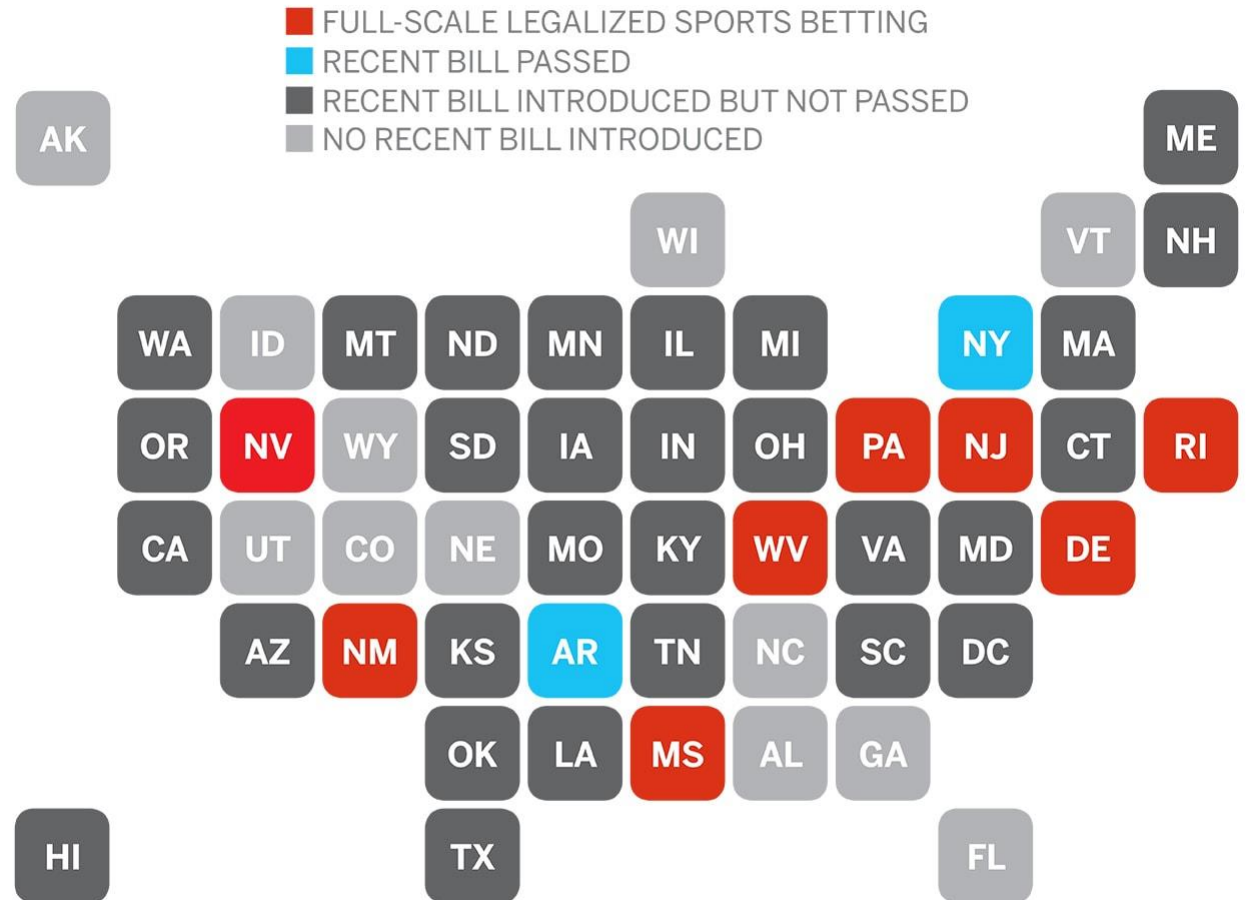 FULL-SCALE LEGALIZED SPORTS BETTING
RECENT BILL PASSED
RECENT BILL INTRODUCED BUT NOT PASSED
NO RECENT BILL INTRODUCED
AK ME
WI VT NH
WA ID MT ND MN IL MI NY MA
OR NV WY SD IA IN OH PA NJ CT RI
CA UT CO NE MO KY WV VA MD DE
AZ NM KS AR TN NC SC DC
OK LA MS AL GA
HI TX FL